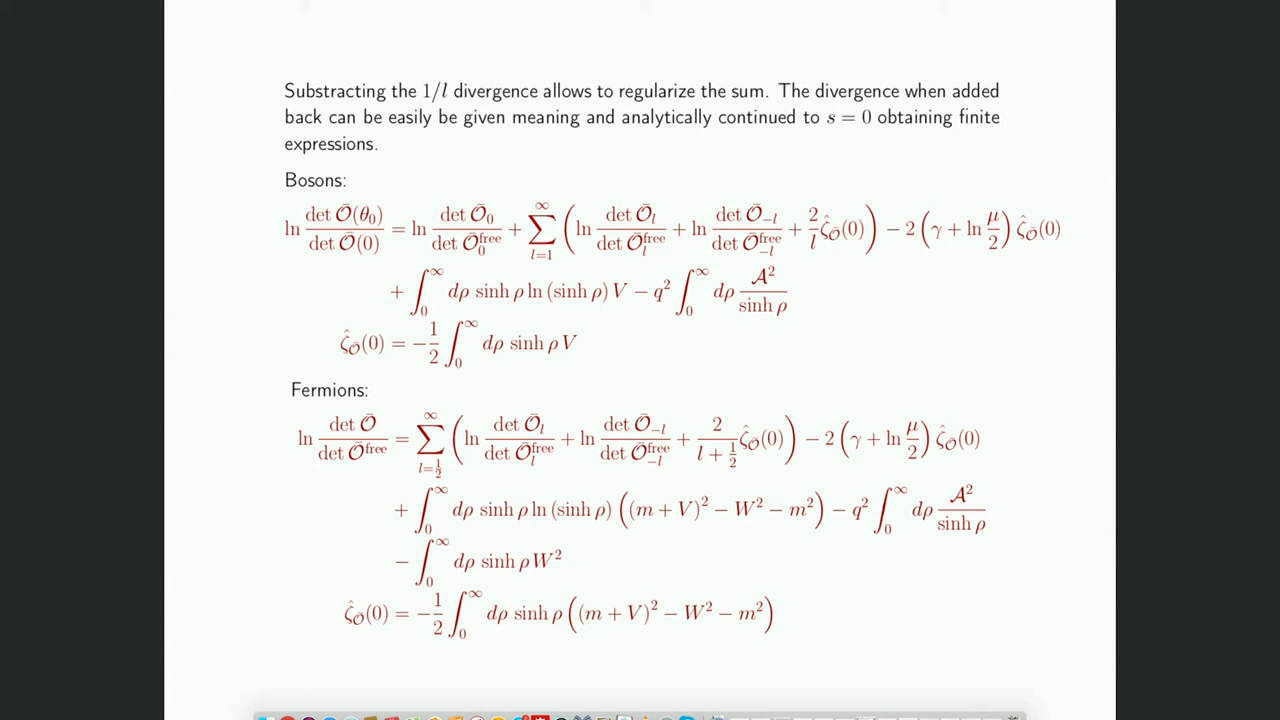 Substracting the 1/l divergence allows to regularize the sum. The divergence when added
back can be easily be given meaning and analytically continued to s = 0 obtaining finite
expressions.
Bosons:
ln (det Ō(θ₀))/(det Ō(0)) = ln (det Ō₀)/(det Ō₀^free) + ∑_{l=1}^{∞} ( ln (det Ō_l)/(det Ō_l^free) + ln (det Ō_{−l})/(det Ō_{−l}^free) + (2/l) ζ̂_Ō(0) ) − 2 ( γ + ln μ/2 ) ζ̂_Ō(0)
+ ∫₀^∞ dρ sinh ρ ln (sinh ρ) V − q² ∫₀^∞ dρ 𝒜²/(sinh ρ)
ζ̂_Ō(0) = − 1/2 ∫₀^∞ dρ sinh ρ V
Fermions:
ln (det Ō)/(det Ō^free) = ∑_{l=1/2}^{∞} ( ln (det Ō_l)/(det Ō_l^free) + ln (det Ō_{−l})/(det Ō_{−l}^free) + 2/(l + 1/2) ζ̂_Ō(0) ) − 2 ( γ + ln μ/2 ) ζ̂_Ō(0)
+ ∫₀^∞ dρ sinh ρ ln (sinh ρ) ( (m + V)² − W² − m² ) − q² ∫₀^∞ dρ 𝒜²/(sinh ρ)
− ∫₀^∞ dρ sinh ρ W²
ζ̂_Ō(0) = − 1/2 ∫₀^∞ dρ sinh ρ ( (m + V)² − W² − m² )